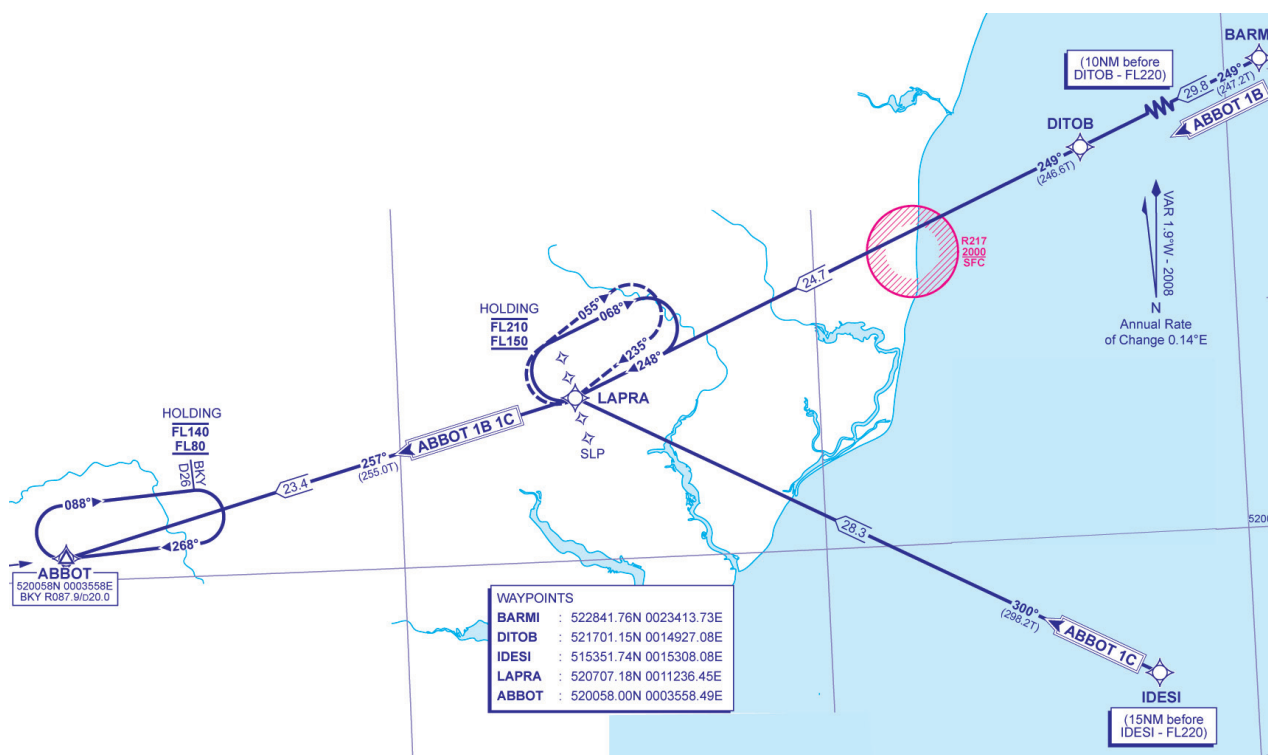 BARM
(10NM before
DITOB - FL220)
29.8
249°
(247.2T)
ABBOT 1B
DITOB
249°
(246.6T)
VAR 1.9°W - 2008
N
Annual Rate
of Change 0.14°E
R217
2000
SFC
24.7
HOLDING
FL210
FL150
055°
068°
235°
248°
LAPRA
SLP
ABBOT 1B 1C
257°
(255.0T)
23.4
HOLDING
FL140
FL80
BKY
D26
088°
268°
ABBOT
520058N 0003558E
BKY R087.9/D20.0
28.3
5200
300°
(298.2T)
ABBOT 1C
IDESI
(15NM before
IDESI - FL220)
WAYPOINTS
BARMI : 522841.76N 0023413.73E
DITOB : 521701.15N 0014927.08E
IDESI : 515351.74N 0015308.08E
LAPRA : 520707.18N 0011236.45E
ABBOT : 520058.00N 0003558.49E